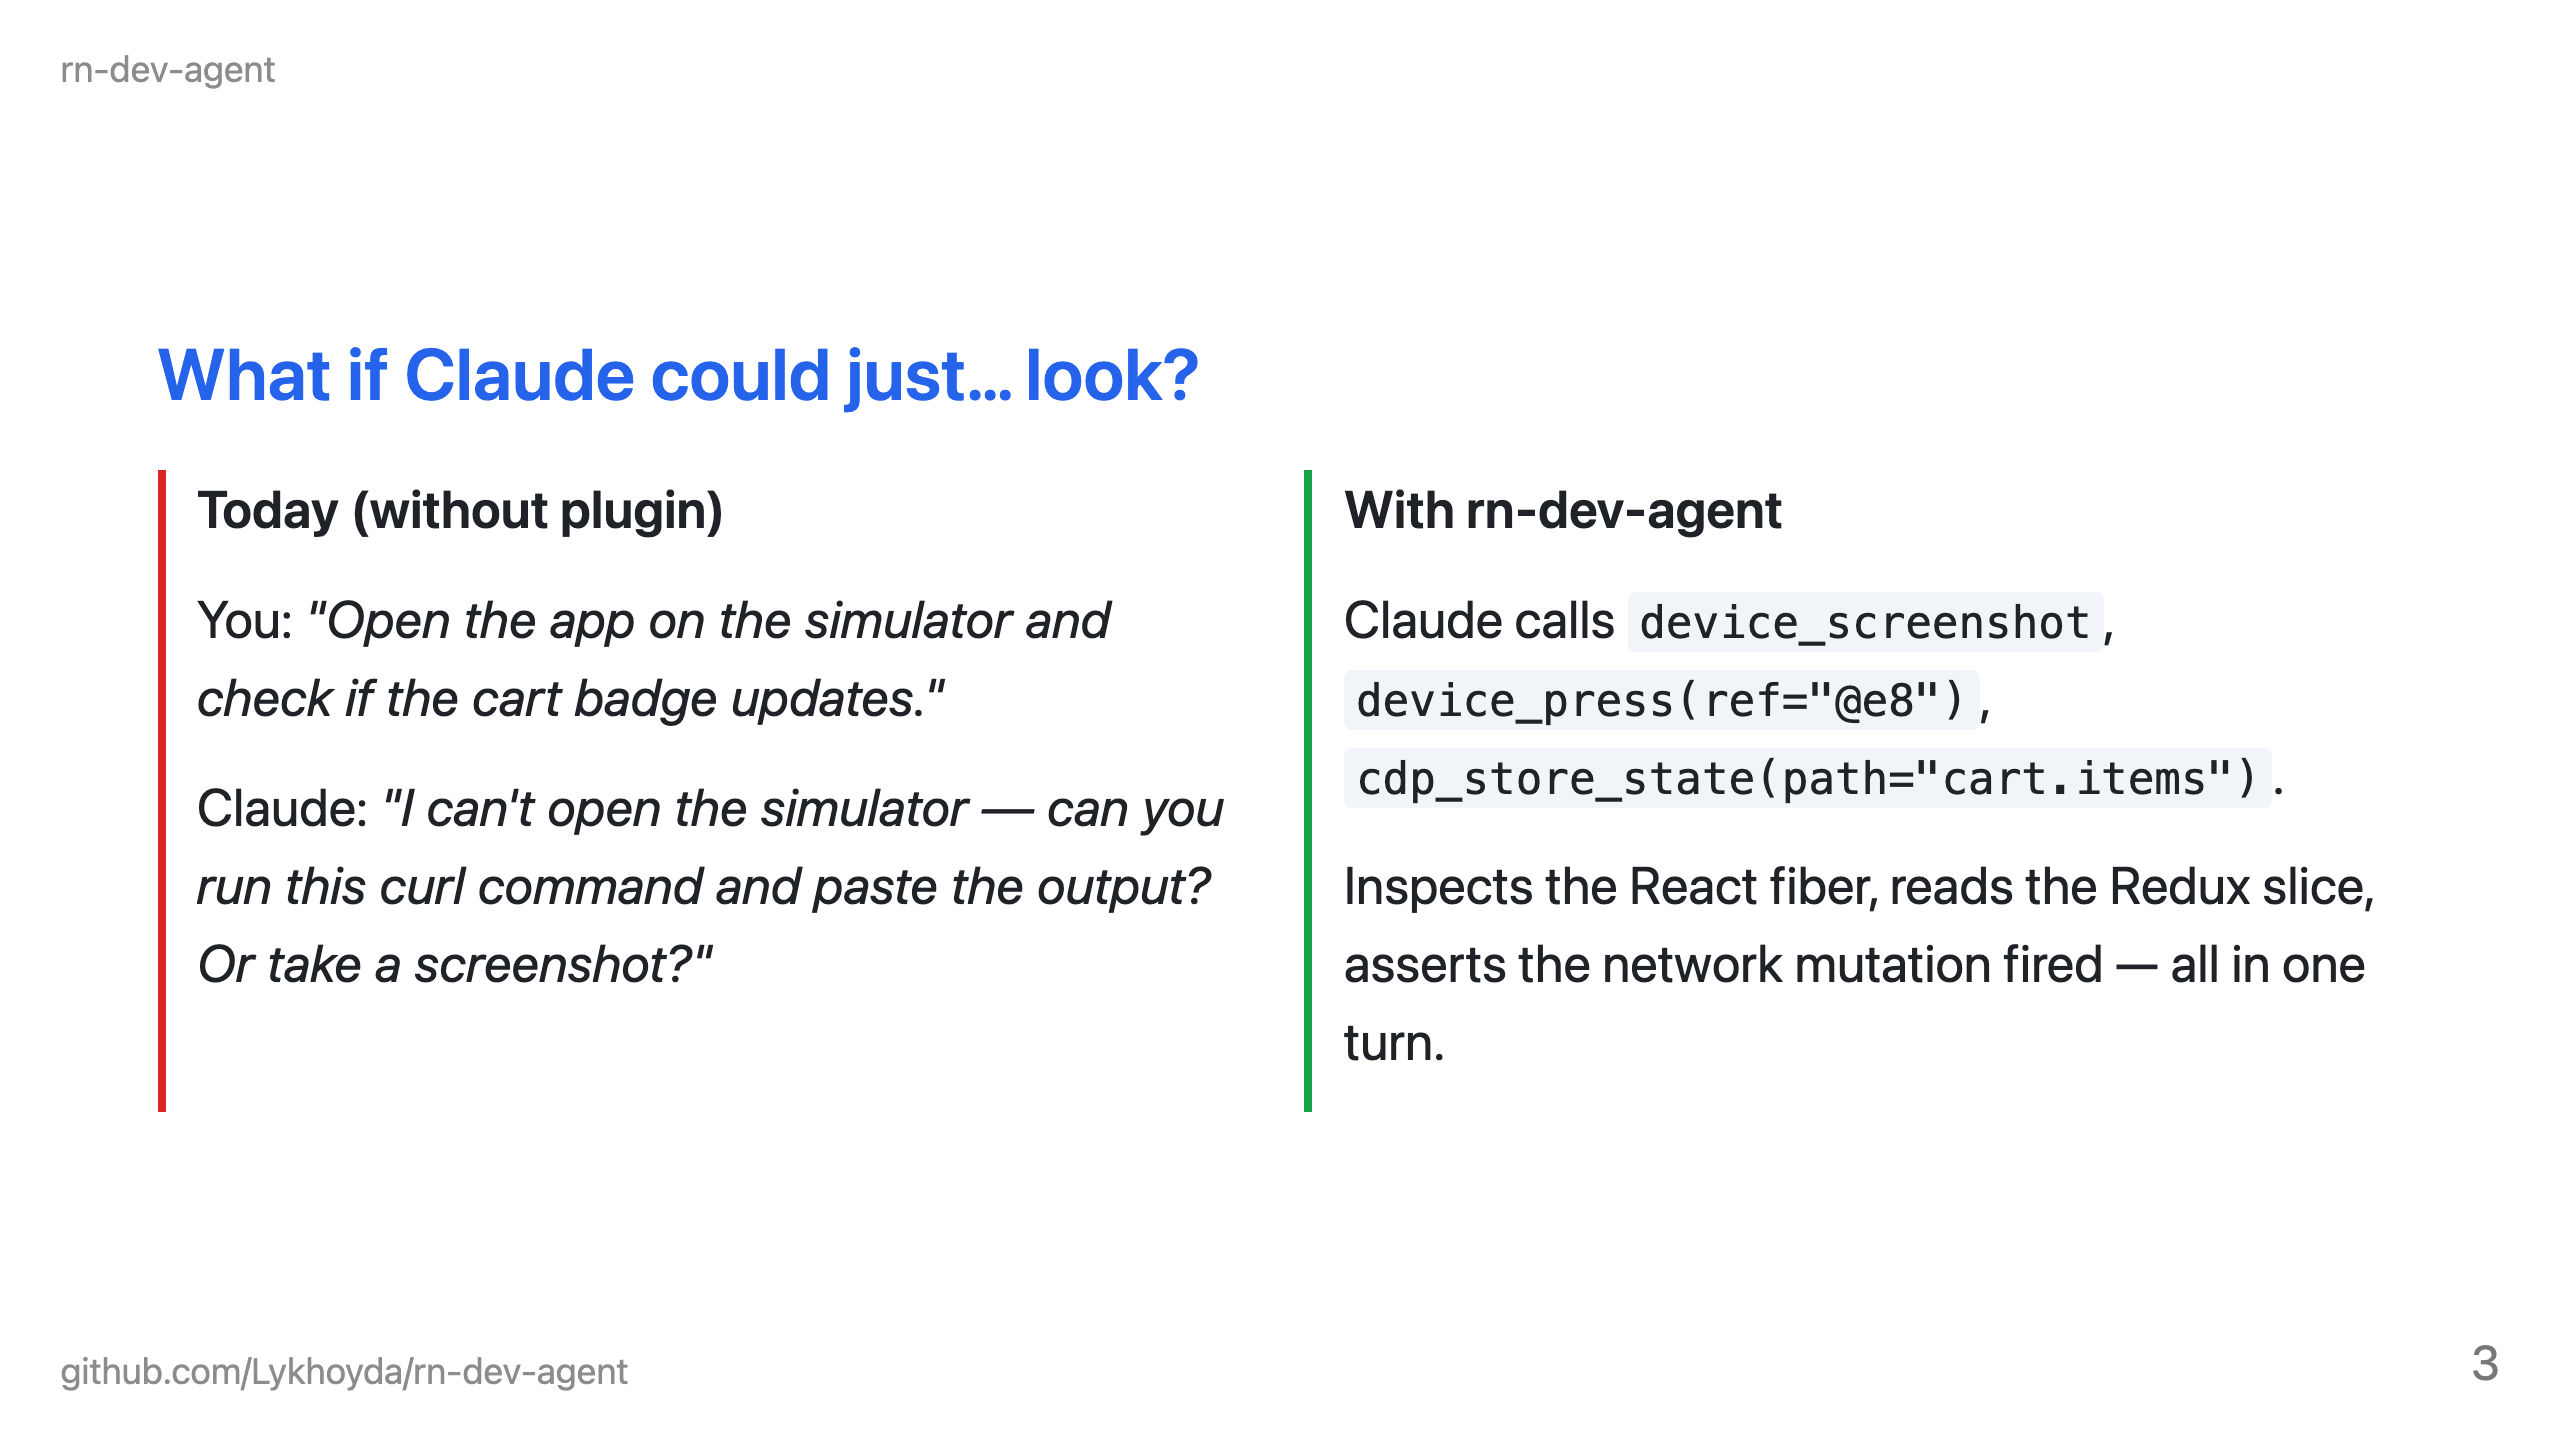 rn-dev-agent
What if Claude could just… look?
Today (without plugin)
You: "Open the app on the simulator and
check if the cart badge updates."
Claude: "I can't open the simulator — can you
run this curl command and paste the output?
Or take a screenshot?"
With rn-dev-agent
Claude calls device_screenshot,
device_press(ref="@e8"),
cdp_store_state(path="cart.items").
Inspects the React fiber, reads the Redux slice,
asserts the network mutation fired — all in one
turn.
github.com/Lykhoyda/rn-dev-agent
3